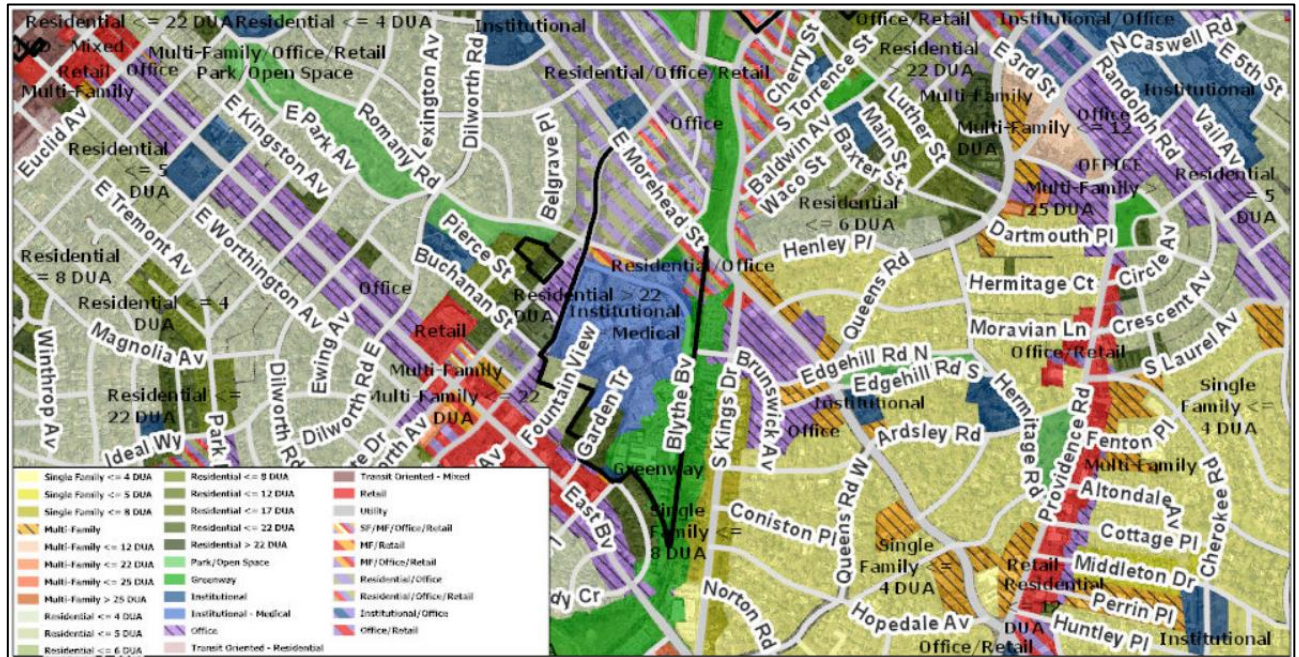 Residential <= 22 DUA
Residential <= 4 DUA
TOD - Mixed
Retail
Office
Multi-Family
Multi-Family/Office/Retail
Park/Open Space
Lexington Av
Dilworth Rd
Institutional
Residential/Office/Retail
Office
Cherry St
S Torrence St
Office/Retail
Residential
> 22 DUA
Institutional/Office
E 3rd St
N Caswell Rd
E 5th St
Randolph Rd
Institutional
Vail Av
Euclid Av
Residential
<= 5
DUA
E Kingston Av
E Park Av
Romany Rd
Belgrave Pl
E Morehead St
Baldwin Av
Waco St
Baxter St
Main St
Luther St
Multi-Family
DUA
Multi-Family <= 12
DUA
Office
OFFICE
Multi-Family >
25 DUA
Residential
= 5
DUA
E Tremont Av
E Worthington Av
Pierce St
Buchanan St
Residential
<= 6 DUA
Henley Pl
Dartmouth Pl
Circle Av
Residential
<= 8 DUA
Residential <= 4
DUA
Magnolia Av
Office
Ewing Av
Retail
Residential > 22
DUA
Institutional
- Medical
Residential/Office
Queens Rd
Hermitage Ct
Moravian Ln
Office/Retail
Crescent Av
S Laurel Av
Winthrop Av
Residential <=
22 DUA
Ideal Wy
Park
Dilworth Rd
Dilworth Rd E
Multi-Family
Multi-Family <= 22
DUA
Fountain View
Garden Tr
Blythe Bv
S Kings Dr
Brunswick Av
Edgehill Rd N
Edgehill Rd S
Institutional
Office
Ardsley Rd
Hermitage Rd
Providence Rd
Single
Family <=
4 DUA
Fenton Pl
Multi-Family
Altondale Av
Cottage Pl
Cherokee Rd
Middleton Dr
Perrin Pl
Huntley Pl
Institutional
Greenway
East Bv
Single
Family <=
8 DUA
Coniston Pl
Norton Rd
Queens Rd W
Single
Family <=
4 DUA
Hopedale Av
Retail
Residential
<= 12
DUA
Office/Retail
Single Family <= 4 DUA
Single Family <= 5 DUA
Single Family <= 8 DUA
Multi-Family
Multi-Family <= 12 DUA
Multi-Family <= 22 DUA
Multi-Family <= 25 DUA
Multi-Family > 25 DUA
Residential <= 4 DUA
Residential <= 5 DUA
Residential <= 6 DUA
Residential <= 8 DUA
Residential <= 12 DUA
Residential <= 17 DUA
Residential <= 22 DUA
Residential > 22 DUA
Park/Open Space
Greenway
Institutional
Institutional - Medical
Office
Transit Oriented - Residential
Transit Oriented - Mixed
Retail
Utility
SF/MF/Office/Retail
MF/Retail
MF/Office/Retail
Residential/Office
Residential/Office/Retail
Institutional/Office
Office/Retail